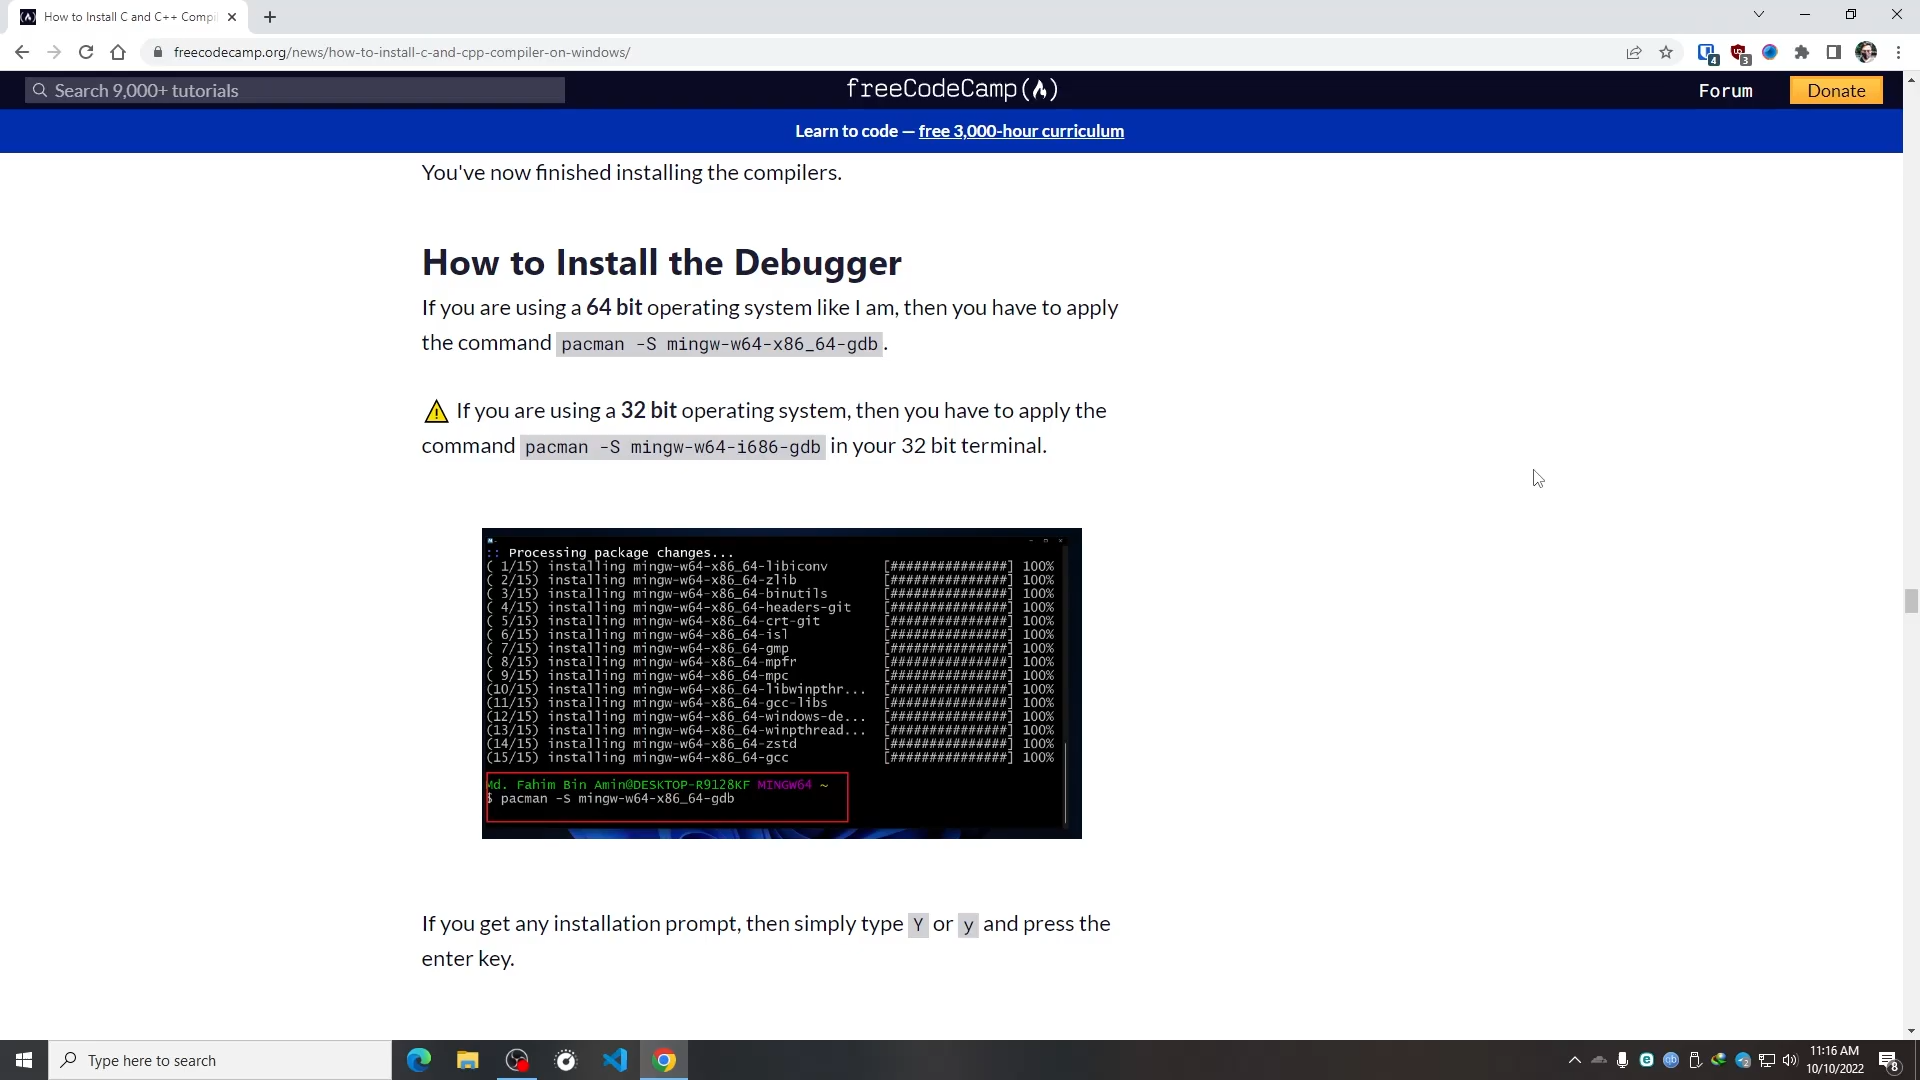 How to Install C and C++ Compi
freecodecamp.org/news/how-to-install-c-and-cpp-compiler-on-windows/
4
3
Search 9,000+ tutorials
freeCodeCamp
Forum
Donate
Learn to code — free 3,000-hour curriculum
You've now finished installing the compilers.
How to Install the Debugger
If you are using a 64 bit operating system like I am, then you have to apply
the command pacman -S mingw-w64-x86_64-gdb.
If you are using a 32 bit operating system, then you have to apply the
command pacman -S mingw-w64-i686-gdb in your 32 bit terminal.
:: Processing package changes...
( 1/15) installing mingw-w64-x86_64-libiconv [###############] 100%
( 2/15) installing mingw-w64-x86_64-zlib [###############] 100%
( 3/15) installing mingw-w64-x86_64-binutils [###############] 100%
( 4/15) installing mingw-w64-x86_64-headers-git [###############] 100%
( 5/15) installing mingw-w64-x86_64-crt-git [###############] 100%
( 6/15) installing mingw-w64-x86_64-isl [###############] 100%
( 7/15) installing mingw-w64-x86_64-gmp [###############] 100%
( 8/15) installing mingw-w64-x86_64-mpfr [###############] 100%
( 9/15) installing mingw-w64-x86_64-mpc [###############] 100%
(10/15) installing mingw-w64-x86_64-libwinpthr... [###############] 100%
(11/15) installing mingw-w64-x86_64-gcc-libs [###############] 100%
(12/15) installing mingw-w64-x86_64-windows-de... [###############] 100%
(13/15) installing mingw-w64-x86_64-winpthread... [###############] 100%
(14/15) installing mingw-w64-x86_64-zstd [###############] 100%
(15/15) installing mingw-w64-x86_64-gcc [###############] 100%
Md. Fahim Bin Amin@DESKTOP-R9128KF MINGW64 ~
$ pacman -S mingw-w64-x86_64-gdb
If you get any installation prompt, then simply type Y or y and press the
enter key.
Type here to search
11:16 AM
10/10/2022
8